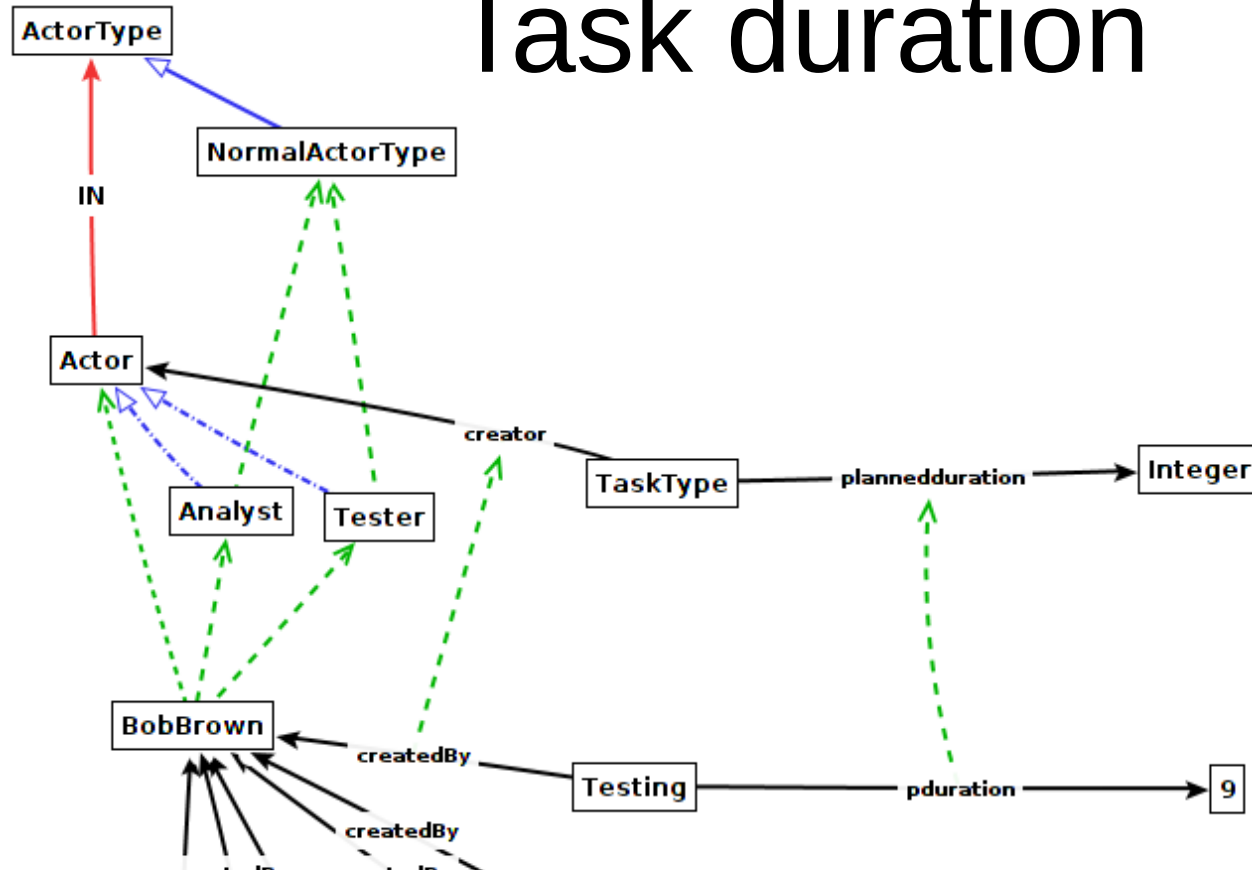 Task duration
ActorType
NormalActorType
IN
Actor
creator
TaskType
plannedduration
Integer
Analyst
Tester
BobBrown
createdBy
Testing
pduration
9
createdBy